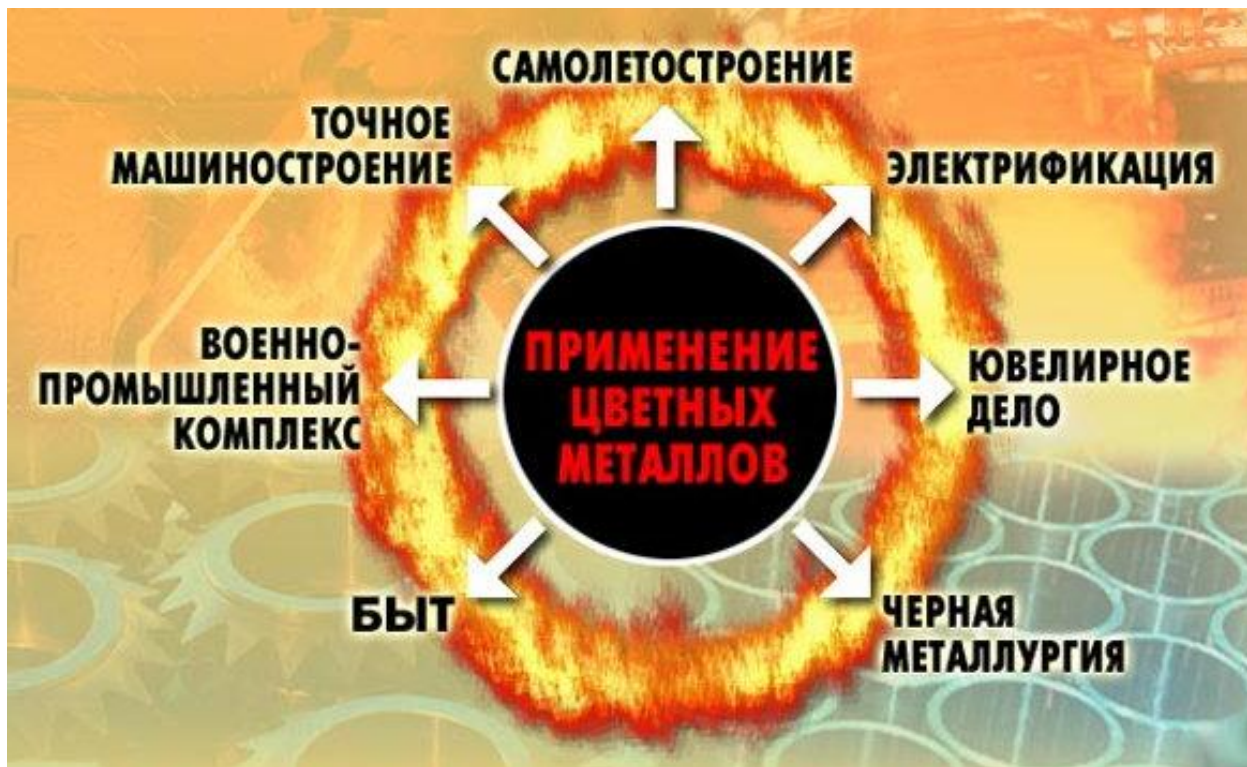 САМОЛЕТОСТРОЕНИЕ
ТОЧНОЕ
МАШИНОСТРОЕНИЕ
ЭЛЕКТРИФИКАЦИЯ
ВОЕННО-
ПРОМЫШЛЕННЫЙ
КОМПЛЕКС
ПРИМЕНЕНИЕ
ЦВЕТНЫХ
МЕТАЛЛОВ
ЮВЕЛИРНОЕ
ДЕЛО
БЫТ
ЧЕРНАЯ
МЕТАЛЛУРГИЯ